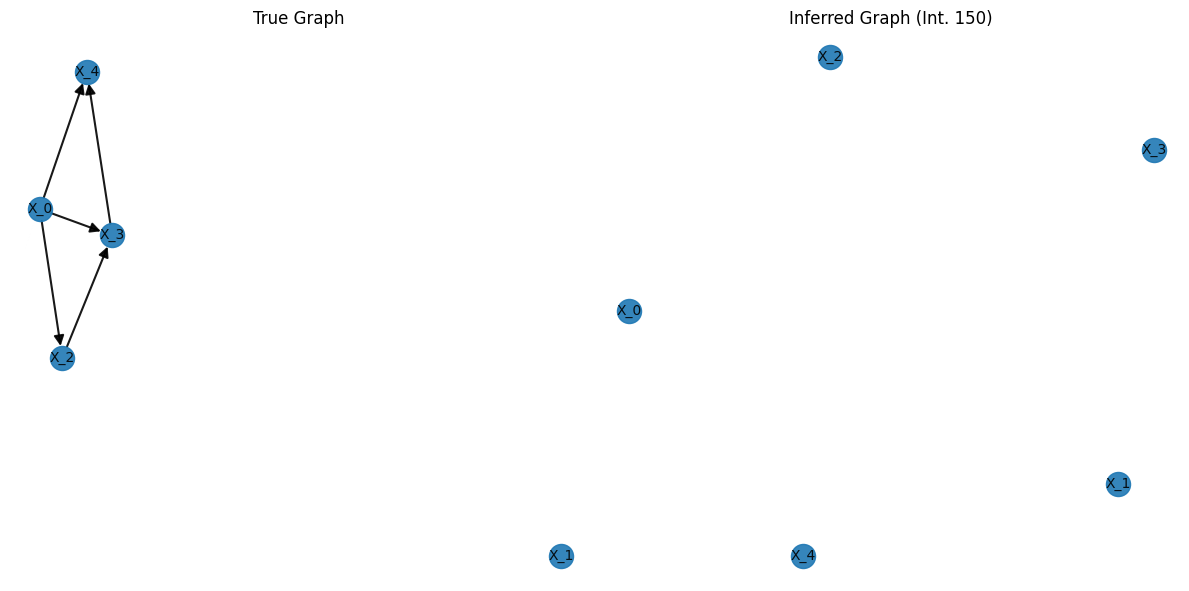 True Graph
X_4
X_0
X_3
X_2
X_1
Inferred Graph (Int. 150)
X_2
X_3
X_0
X_1
X_4